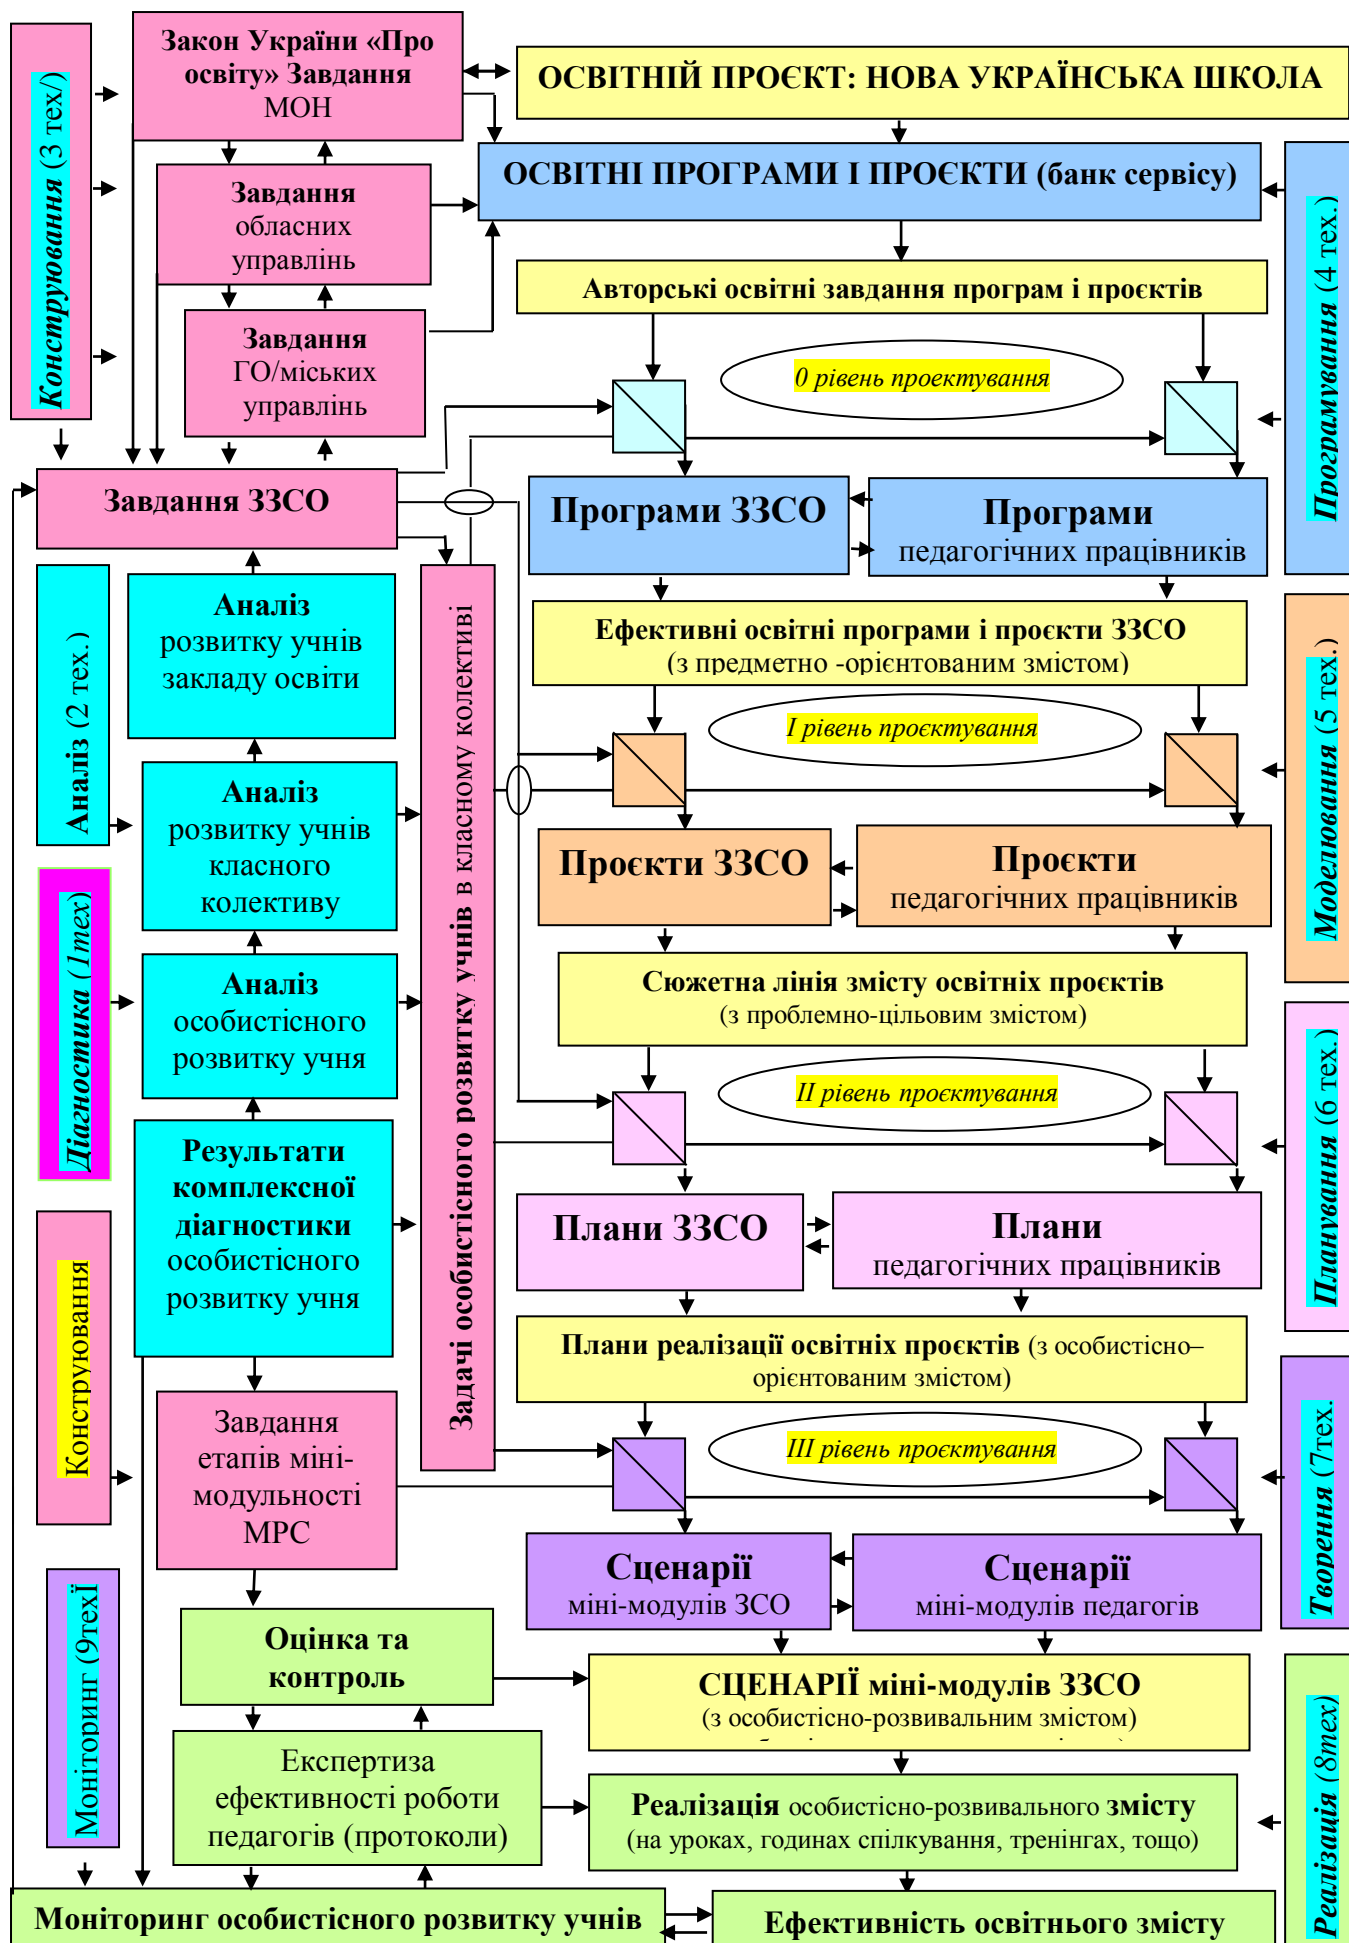 Конструювання (3 тех/)
Закон України «Про
освіту» Завдання
МОН
ОСВІТНІЙ ПРОЄКТ: НОВА УКРАЇНСЬКА ШКОЛА
ОСВІТНІ ПРОГРАМИ І ПРОЄКТИ (банк сервісу)
Завдання
обласних
управлінь
Програмування (4 тех.)
Авторські освітні завдання програм і проєктів
Завдання
ГО/міських
управлінь
0 рівень проектування
Завдання ЗЗСО
Програми ЗЗСО
Програми
педагогічних працівників
Аналіз (2 тех.)
Аналіз
розвитку учнів
закладу освіти
Задачі особистісного розвитку учнів в класному колективі
Ефективні освітні програми і проєкти ЗЗСО
(з предметно -орієнтованим змістом)
Моделювання (5 тех.)
І рівень проєктування
Аналіз
розвитку учнів
класного
колективу
Проєкти ЗЗСО
Проєкти
педагогічних працівників
Діагностика (1тех)
Аналіз
особистісного
розвитку учня
Сюжетна лінія змісту освітніх проєктів
(з проблемно-цільовим змістом)
Планування (6 тех.)
ІІ рівень проєктування
Результати
комплексної
діагностики
особистісного
розвитку учня
Плани ЗЗСО
Плани
педагогічних працівників
Конструювання
Плани реалізації освітніх проєктів (з особистісно–
орієнтованим змістом)
Творення (7тех.
Завдання
етапів міні-
модульності
МРС
ІІІ рівень проєктування
Сценарії
міні-модулів ЗСО
Сценарії
міні-модулів педагогів
Моніторинг (9техЇ
Оцінка та
контроль
СЦЕНАРІЇ міні-модулів ЗЗСО
(з особистісно-розвивальним змістом)
Реалізація (8тех)
Експертиза
ефективності роботи
педагогів (протоколи)
Реалізація особистісно-розвивального змісту
(на уроках, годинах спілкування, тренінгах, тощо)
Моніторинг особистісного розвитку учнів
Ефективність освітнього змісту